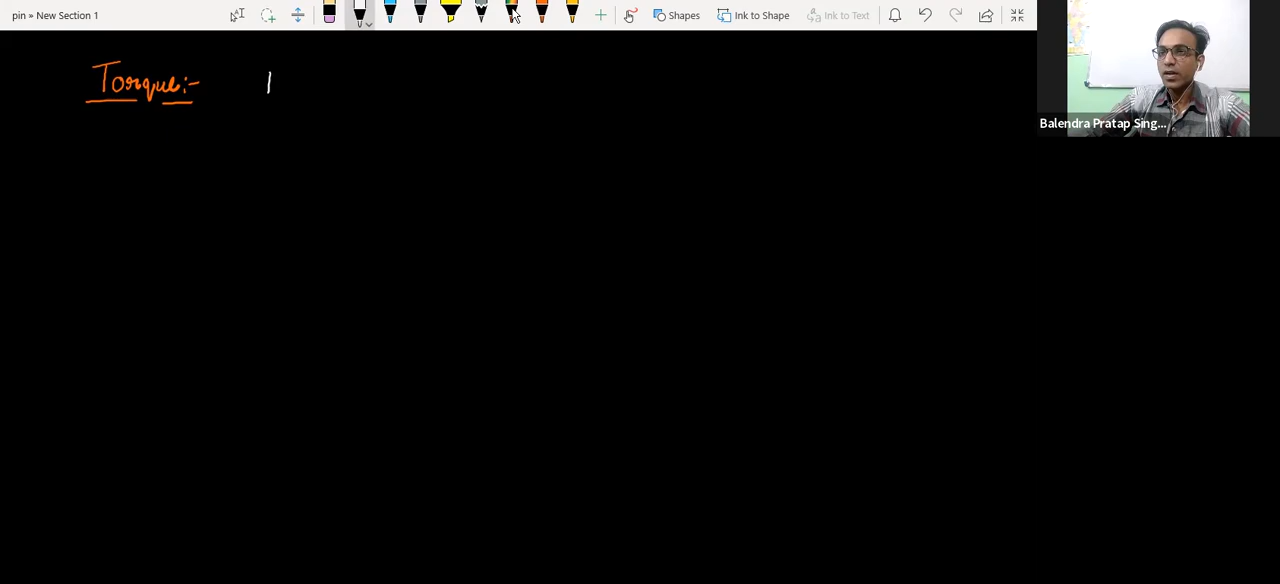 pin » New Section 1
Shapes
Ink to Shape
Ink to Text
Torque:-
Balendra Pratap Sing...